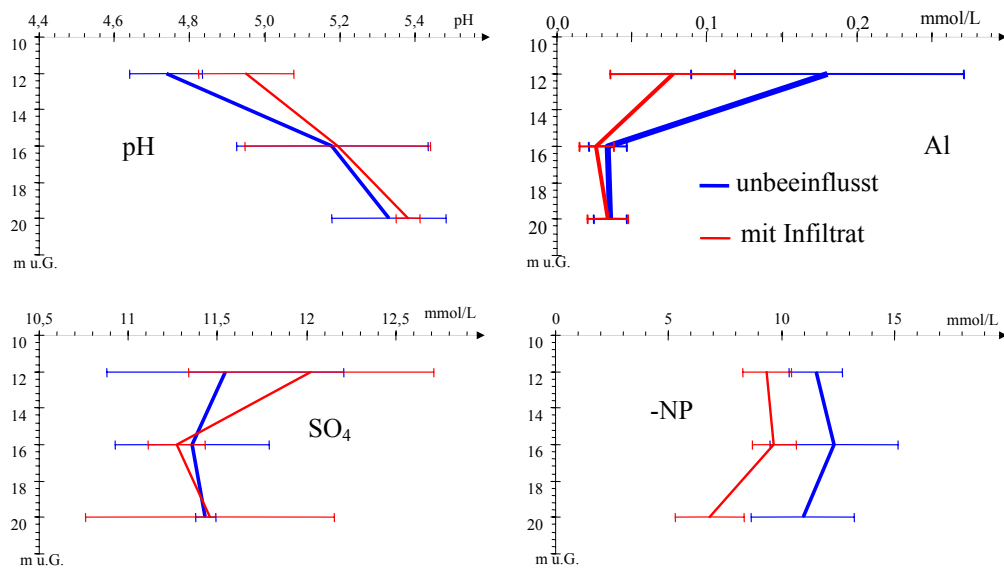 4,4 4,6 4,8 5,0 5,2 5,4 pH
10
12
14
16
18
20
m u.G.
pH
0,0 0,1 0,2 mmol/L
10
12
14
16
18
20
m u.G.
Al
unbeeinflusst
mit Infiltrat
10,5 11 11,5 12 12,5 mmol/L
10
12
14
16
18
20
m u.G.
SO₄
0 5 10 15 mmol/L
10
12
14
16
18
20
m u.G.
-NP